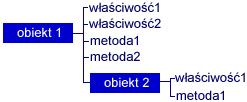 właściwość1
właściwość2
obiekt 1
metoda1
metoda2
obiekt 2
właściwość1
metoda1